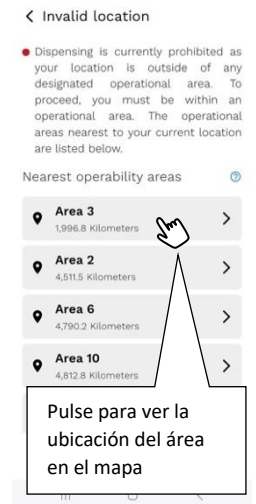 Invalid location
Dispensing is currently prohibited as
your location is outside of any
designated operational area. To
proceed, you must be within an
operational area. The operational
areas nearest to your current location
are listed below.
Nearest operability areas
Area 3
1,996.8 Kilometers
Area 2
4,511.5 Kilometers
Area 6
4,790.2 Kilometers
Area 10
4,812.8 Kilometers
Pulse para ver la
ubicación del área
en el mapa